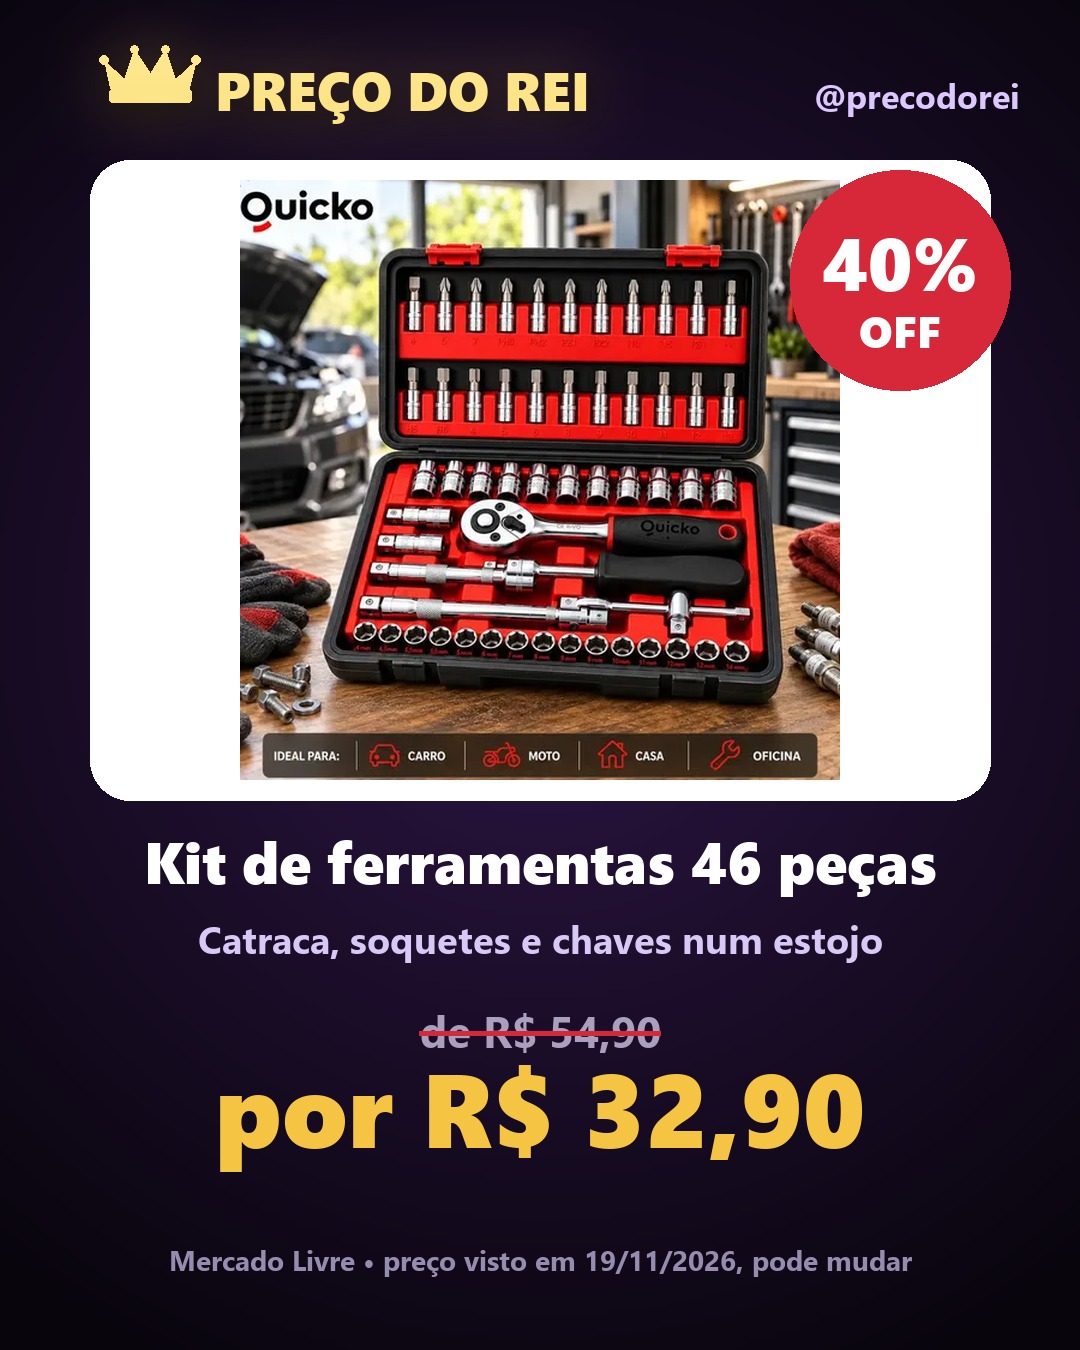 PREÇO DO REI
@precodorei
Quicko
40%
OFF
Quicko
IDEAL PARA: CARRO MOTO CASA OFICINA
Kit de ferramentas 46 peças
Catraca, soquetes e chaves num estojo
de R$ 54,90
por R$ 32,90
Mercado Livre • preço visto em 19/11/2026, pode mudar